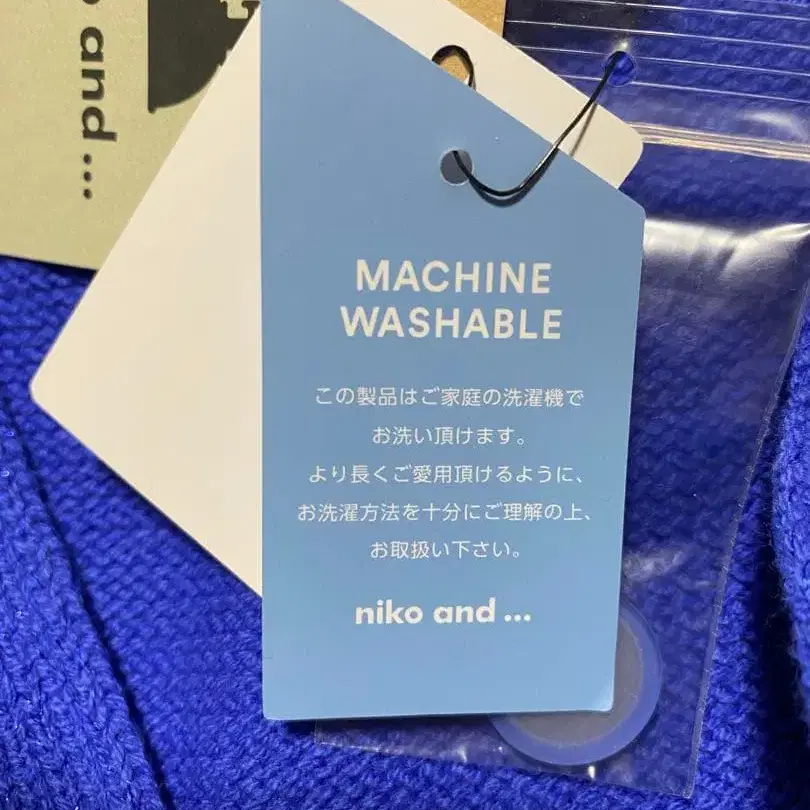 and ...
MACHINE
WASHABLE
この製品はご家庭の洗濯機で
お洗い頂けます。
より長くご愛用頂けるように、
お洗濯方法を十分にご理解の上、
お取扱い下さい。
niko and ...